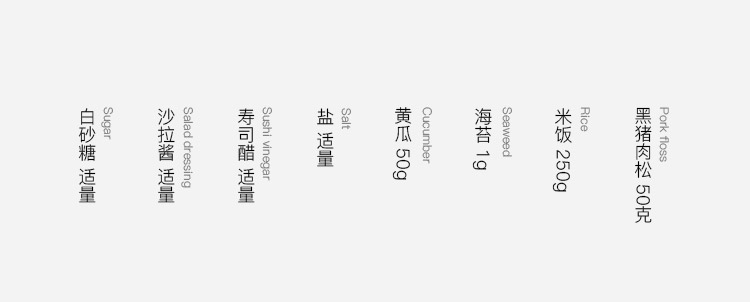 黑猪肉松 50克
Pork floss
米饭 250g
Rice
海苔 1g
Seaweed
黄瓜 50g
Cucumber
盐 适量
Salt
寿司醋 适量
Sushi vinegar
沙拉酱 适量
Salad dressing
白砂糖 适量
Sugar